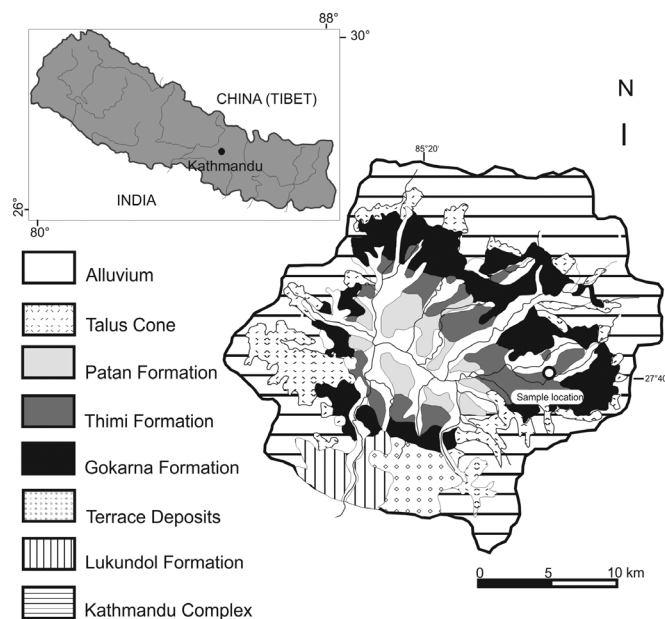 88°
30°
CHINA (TIBET)
Kathmandu
INDIA
26°
80°
N
85°20'
27°40
Sample location
Alluvium
Talus Cone
Patan Formation
Thimi Formation
Gokarna Formation
Terrace Deposits
Lukundol Formation
Kathmandu Complex
0 5 10 km